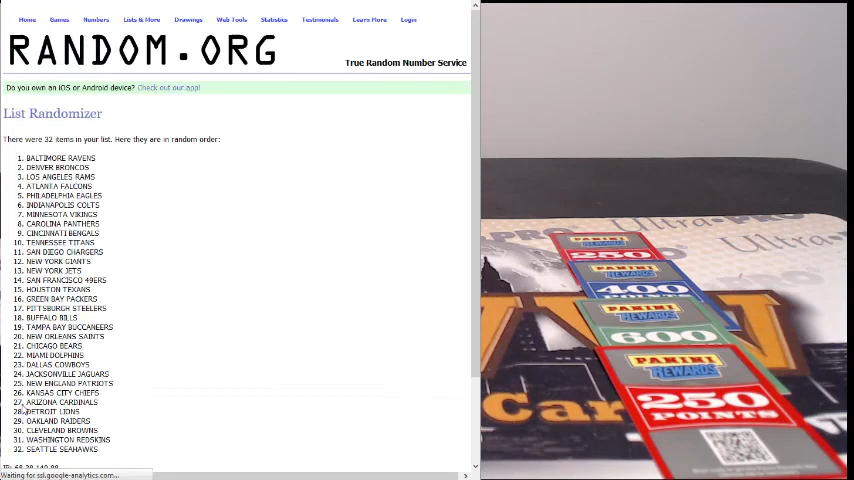 Home Games Numbers Lists & More Drawings Web Tools Statistics Testimonials Learn More Login
RANDOM.ORG
True Random Number Service
Do you own an iOS or Android device? Check out our app!
List Randomizer
There were 32 items in your list. Here they are in random order:
1. BALTIMORE RAVENS
2. DENVER BRONCOS
3. LOS ANGELES RAMS
4. ATLANTA FALCONS
5. PHILADELPHIA EAGLES
6. INDIANAPOLIS COLTS
7. MINNESOTA VIKINGS
8. CAROLINA PANTHERS
9. CINCINNATI BENGALS
10. TENNESSEE TITANS
11. SAN DIEGO CHARGERS
12. NEW YORK GIANTS
13. NEW YORK JETS
14. SAN FRANCISCO 49ERS
15. HOUSTON TEXANS
16. GREEN BAY PACKERS
17. PITTSBURGH STEELERS
18. BUFFALO BILLS
19. TAMPA BAY BUCCANEERS
20. NEW ORLEANS SAINTS
21. CHICAGO BEARS
22. MIAMI DOLPHINS
23. DALLAS COWBOYS
24. JACKSONVILLE JAGUARS
25. NEW ENGLAND PATRIOTS
26. KANSAS CITY CHIEFS
27. ARIZONA CARDINALS
28. DETROIT LIONS
29. OAKLAND RAIDERS
30. CLEVELAND BROWNS
31. WASHINGTON REDSKINS
32. SEATTLE SEAHAWKS
Waiting for ssl.google-analytics.com...
Ultra PRO
Ultra
PANINI
REWARDS
250
PANINI
REWARDS
400
POINTS
PANINI
REWARDS
600
PANINI
REWARDS
250
POINTS
Car